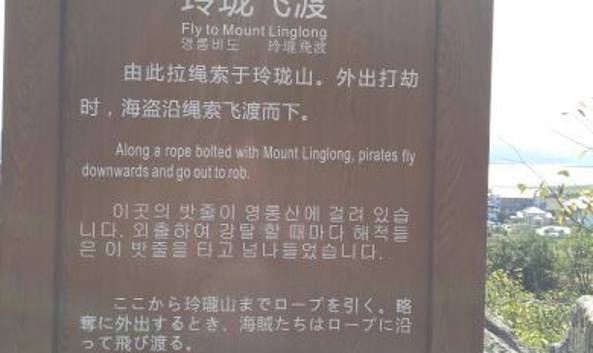 玲珑飞渡
Fly to Mount Linglong
영롱비도 玲瓏飛渡
由此拉绳索于玲珑山。外出打劫
时，海盗沿绳索飞渡而下。
Along a rope bolted with Mount Linglong, pirates fly
downwards and go out to rob.
이곳의 밧줄이 영롱산에 걸려 있습
니다. 외출하여 강탈 할 때마다 해적들
은 이 밧줄을 타고 넘나들었습니다.
ここから玲瓏山までロープを引く。略
奪に外出するとき、海賊たちはロープに沿
って飛び渡る。